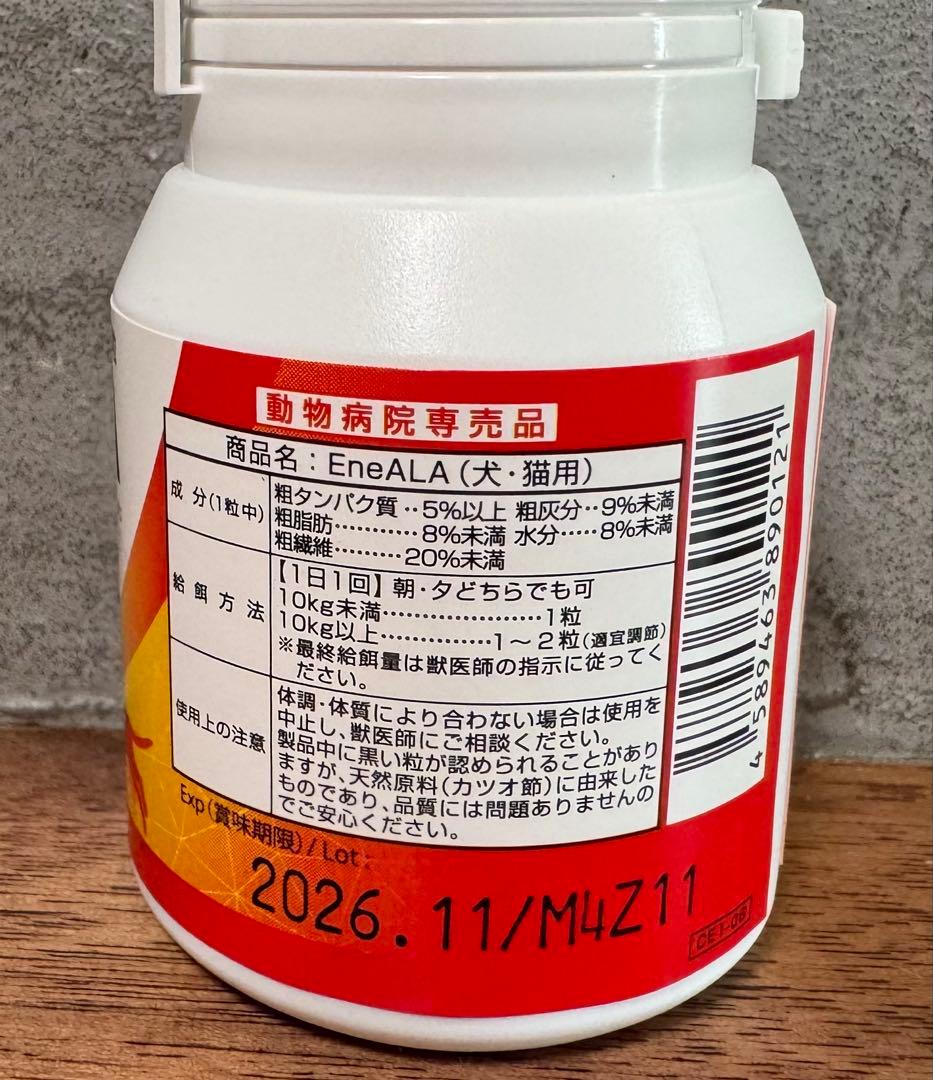 動物病院専売品
商品名：EneALA（犬・猫用）
成分(1粒中)
粗タンパク質‥5%以上 粗灰分‥9%未満
粗脂肪…………8%未満 水分……8%未満
粗繊維………20%未満
給餌方法
【1日1回】朝・夕どちらでも可
10kg未満…………………1粒
10kg以上……………1～2粒(適宜調節)
※最終給餌量は獣医師の指示に従ってく
ださい。
使用上の注意
体調・体質により合わない場合は使用を
中止し、獣医師にご相談ください。
製品中に黒い粒が認められることがあり
ますが、天然原料(カツオ節)に由来した
ものであり、品質には問題ありませんの
でご安心ください。
Exp(賞味期限)/Lot:
2026.11/M4Z11
CE1-06
4 589463 890121